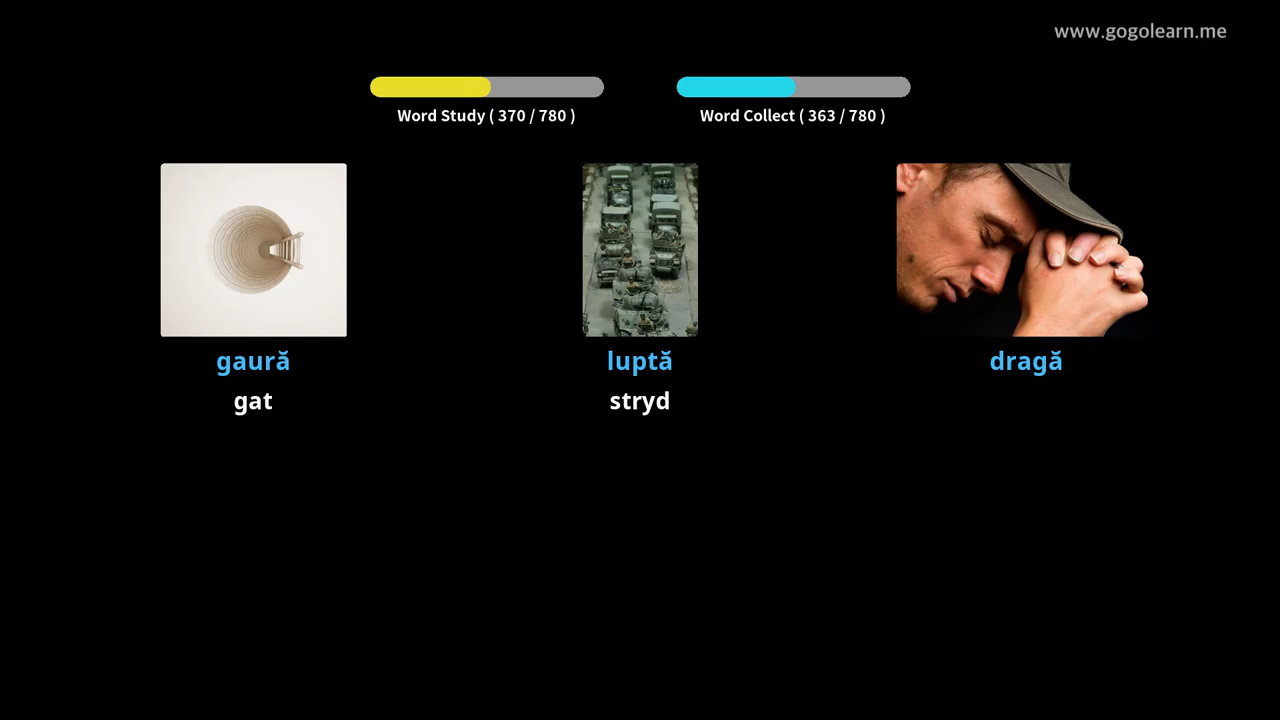 www.gogolearn.me
Word Study ( 370 / 780 )
Word Collect ( 363 / 780 )
gaură
luptă
dragă
gat
stryd